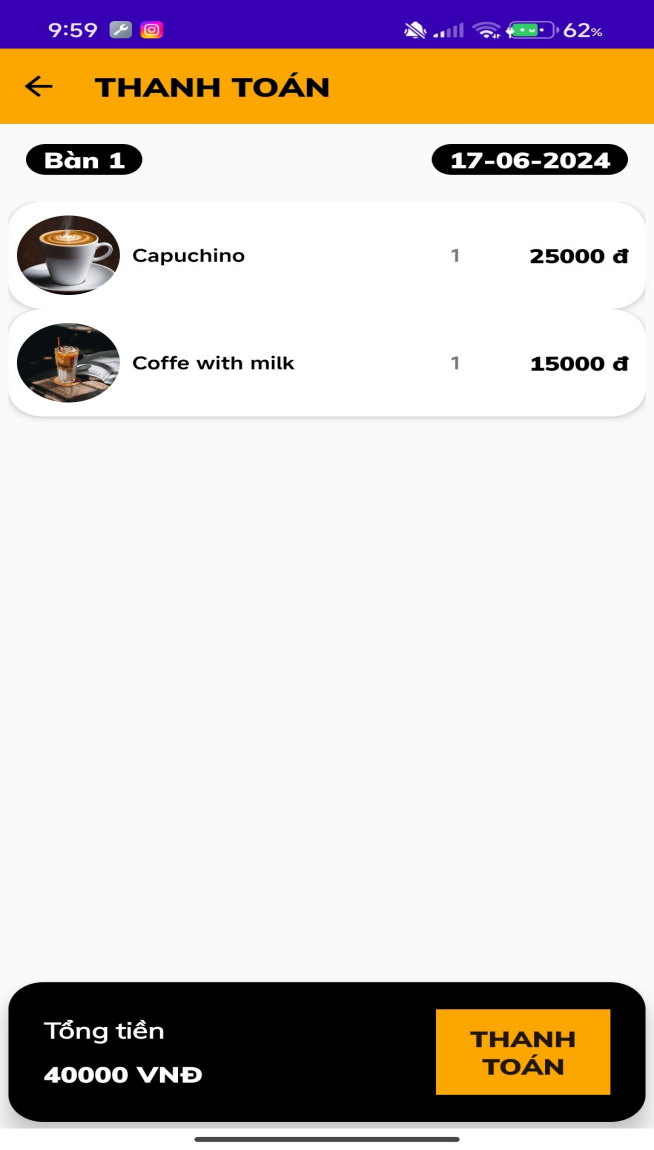 9:59 62%
THANH TOÁN
Bàn 1 17-06-2024
Capuchino 1 25000 đ
Coffe with milk 1 15000 đ
Tổng tiền
40000 VNĐ
THANH
TOÁN